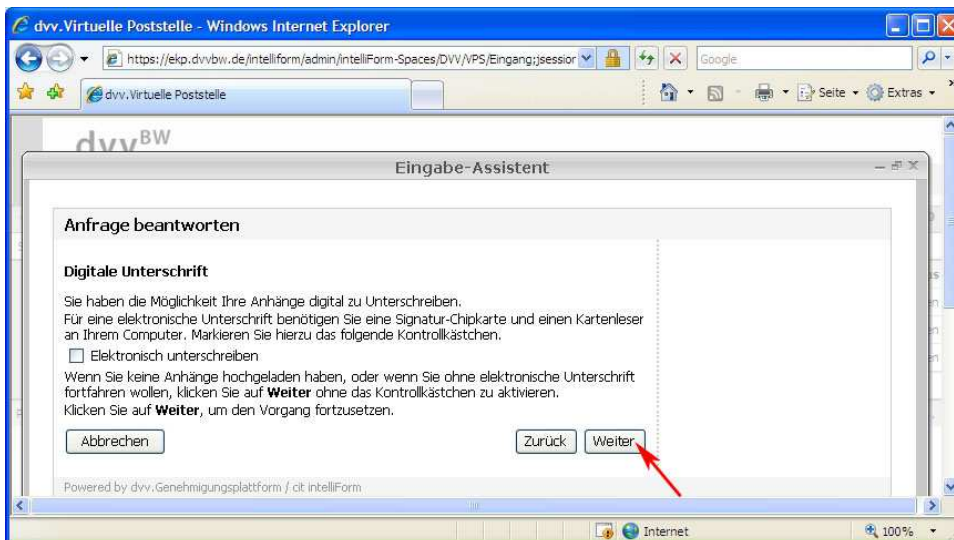 dvv.Virtuelle Poststelle - Windows Internet Explorer
https://ekp.dvvbw.de/intelliform/admin/intelliForm-Spaces/DVV/VPS/Eingang;jsession
Google
dvv.Virtuelle Poststelle
Seite
Extras
dvvBW
Eingabe-Assistent
Anfrage beantworten
Digitale Unterschrift
Sie haben die Möglichkeit Ihre Anhänge digital zu Unterschreiben.
Für eine elektronische Unterschrift benötigen Sie eine Signatur-Chipkarte und einen Kartenleser
an Ihrem Computer. Markieren Sie hierzu das folgende Kontrollkästchen.
Elektronisch unterschreiben
Wenn Sie keine Anhänge hochgeladen haben, oder wenn Sie ohne elektronische Unterschrift
fortfahren wollen, klicken Sie auf Weiter ohne das Kontrollkästchen zu aktivieren.
Klicken Sie auf Weiter, um den Vorgang fortzusetzen.
Abbrechen
Zurück
Weiter
Powered by dvv.Genehmigungsplattform / cit intelliForm
Internet
100%